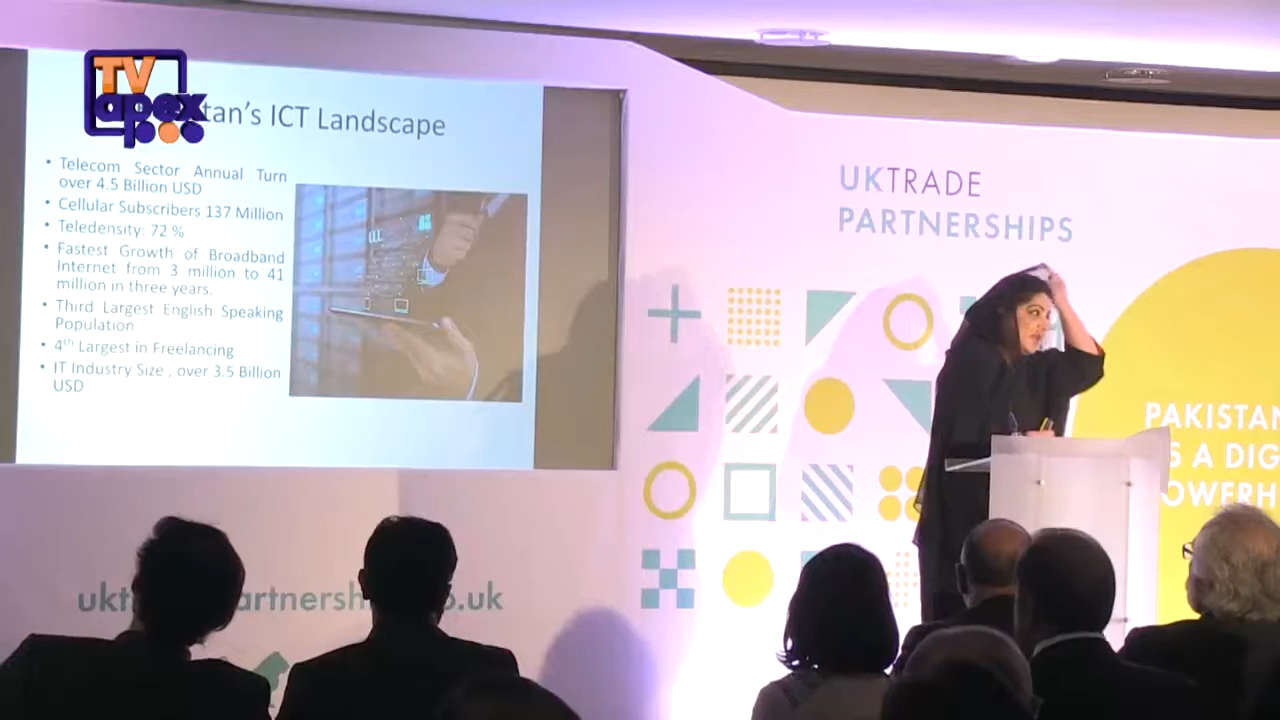 TV
apex
tan's ICT Landscape
• Telecom Sector Annual Turn
over 4.5 Billion USD
• Cellular Subscribers 137 Million
• Teledensity: 72 %
• Fastest Growth of Broadband
Internet from 3 million to 41
million in three years.
• Third Largest English Speaking
Population
• 4th Largest in Freelancing
• IT Industry Size , over 3.5 Billion
USD
UKTRADE
PARTNERSHIPS
PAKISTAN
S A DIG
OWERH
ukt artnersh o.uk